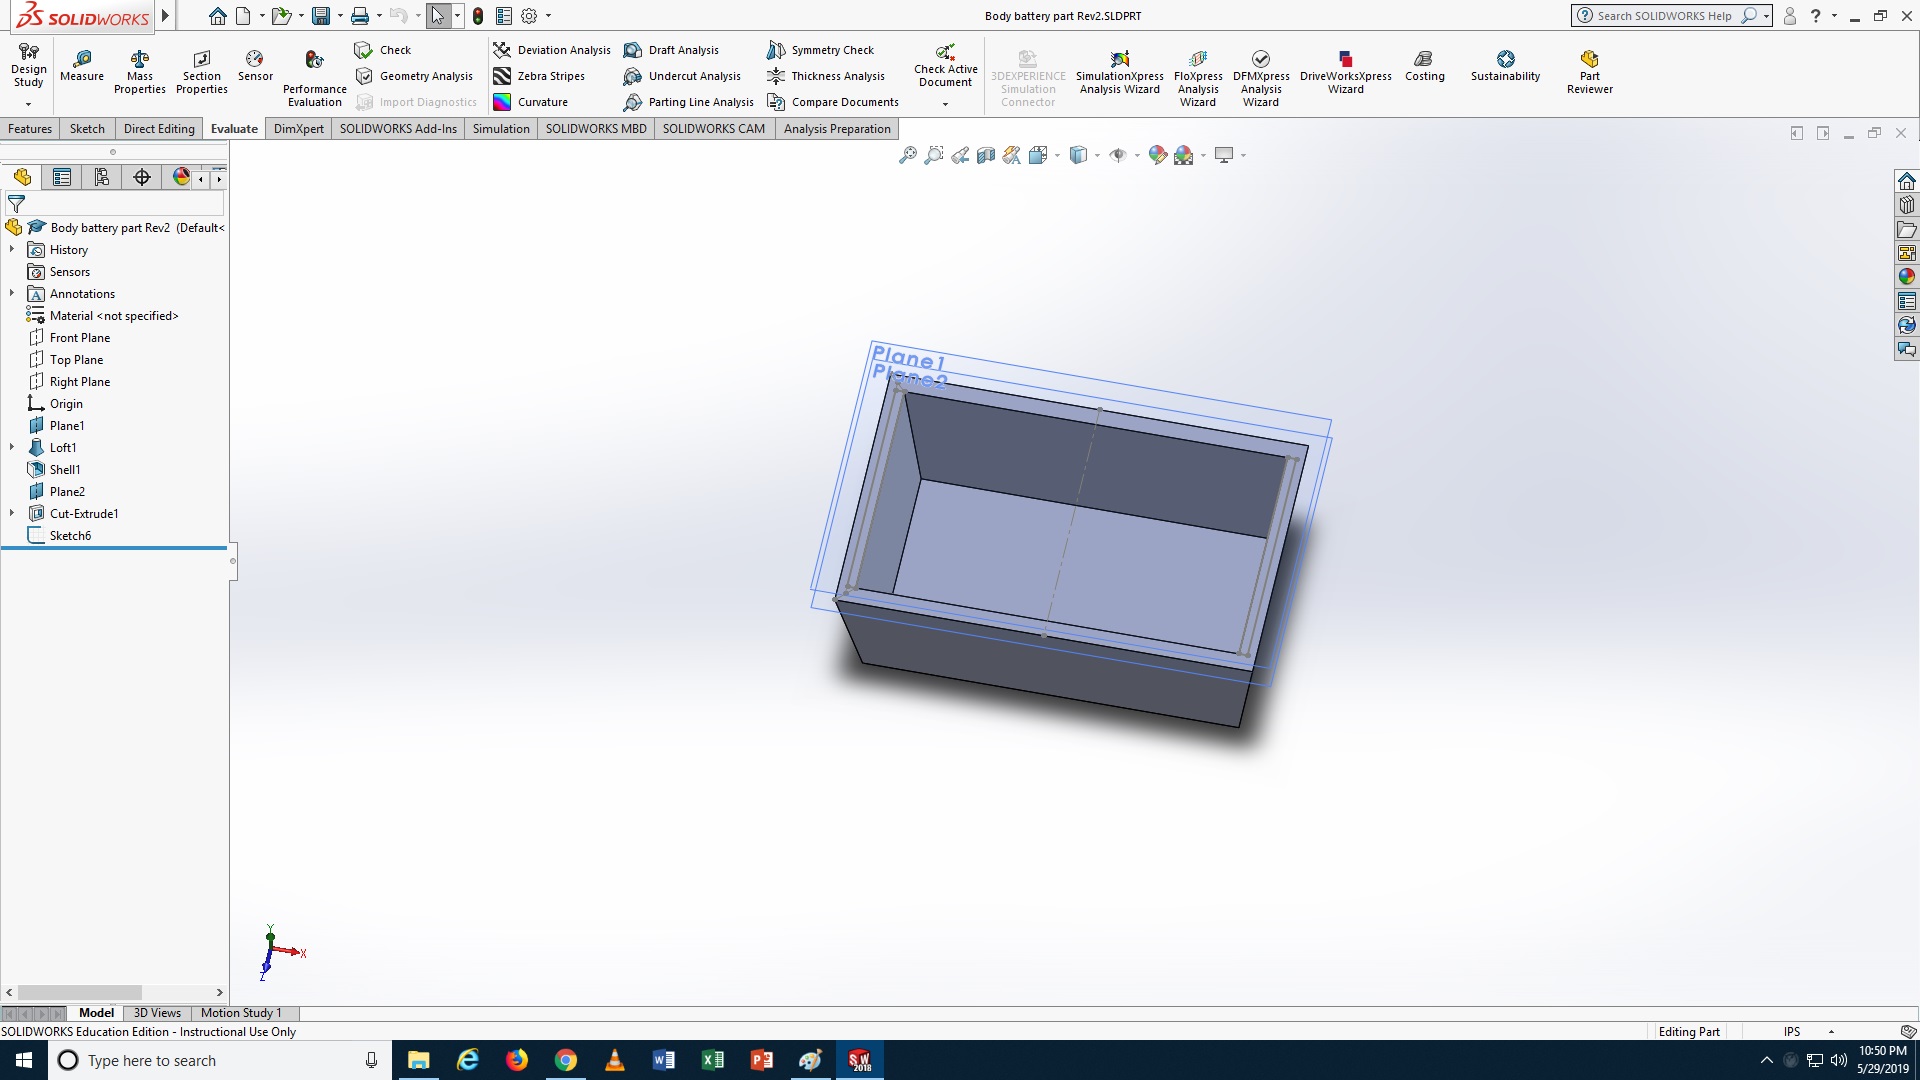 SOLIDWORKS
Body battery part Rev2.SLDPRT
Search SOLIDWORKS Help
Design Study
Measure
Mass Properties
Section Properties
Sensor
Performance Evaluation
Check
Geometry Analysis
Import Diagnostics
Deviation Analysis
Zebra Stripes
Curvature
Draft Analysis
Undercut Analysis
Parting Line Analysis
Symmetry Check
Thickness Analysis
Compare Documents
Check Active Document
3DEXPERIENCE Simulation Connector
SimulationXpress Analysis Wizard
FloXpress Analysis Wizard
DFMXpress Analysis Wizard
DriveWorksXpress Wizard
Costing
Sustainability
Part Reviewer
Features
Sketch
Direct Editing
Evaluate
DimXpert
SOLIDWORKS Add-Ins
Simulation
SOLIDWORKS MBD
SOLIDWORKS CAM
Analysis Preparation
Body battery part Rev2 (Default<
History
Sensors
Annotations
Material <not specified>
Front Plane
Top Plane
Right Plane
Origin
Plane1
Loft1
Shell1
Plane2
Cut-Extrude1
Sketch6
Plane1
Plane2
Y
X
Z
Model
3D Views
Motion Study 1
SOLIDWORKS Education Edition - Instructional Use Only
Editing Part
IPS
Type here to search
SW 2018
10:50 PM
5/29/2019